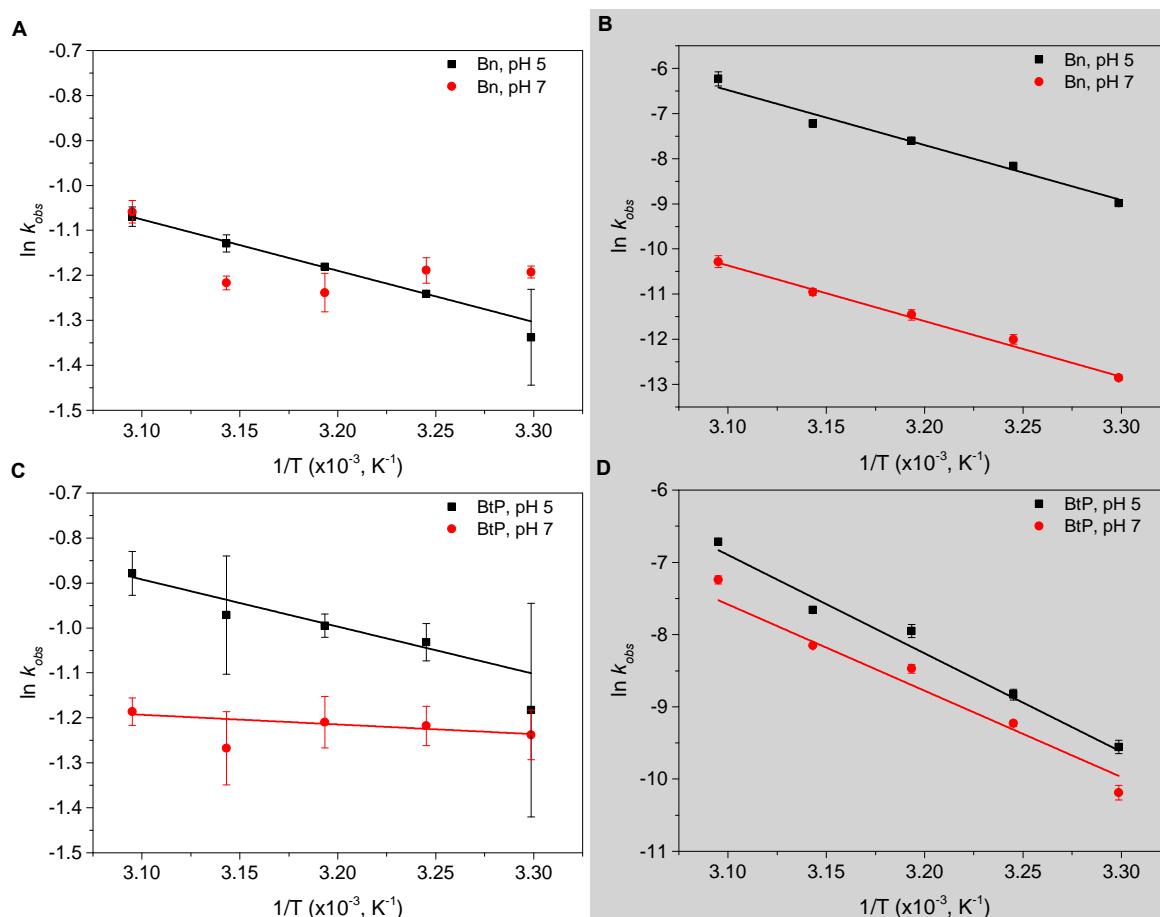 A
-0.7
-0.8
-0.9
-1.0
-1.1
-1.2
-1.3
-1.4
-1.5
ln kobs
Bn, pH 5
Bn, pH 7
3.10 3.15 3.20 3.25 3.30
1/T (x10-3, K-1)
B
-6
-7
-8
-9
-10
-11
-12
-13
ln kobs
Bn, pH 5
Bn, pH 7
3.10 3.15 3.20 3.25 3.30
1/T (x10-3, K-1)
C
-0.7
-0.8
-0.9
-1.0
-1.1
-1.2
-1.3
-1.4
-1.5
ln kobs
BtP, pH 5
BtP, pH 7
3.10 3.15 3.20 3.25 3.30
1/T (x10-3, K-1)
D
-6
-7
-8
-9
-10
-11
ln kobs
BtP, pH 5
BtP, pH 7
3.10 3.15 3.20 3.25 3.30
1/T (x10-3, K-1)